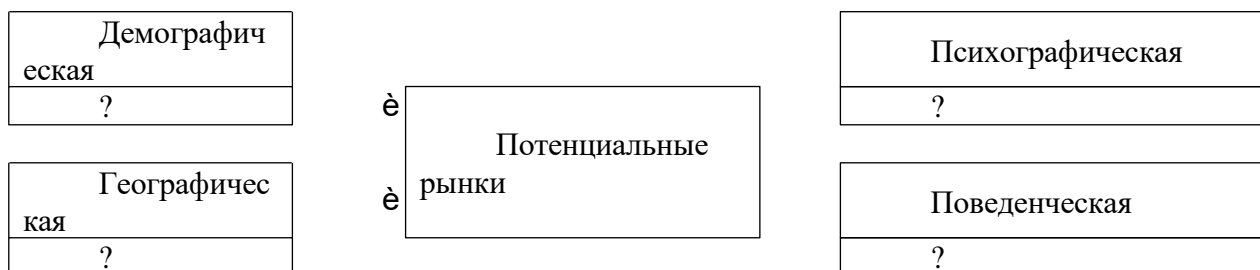 Демографич
еская
?
Географичес
кая
?
è
è
Потенциальные
рынки
Психографическая
?
Поведенческая
?